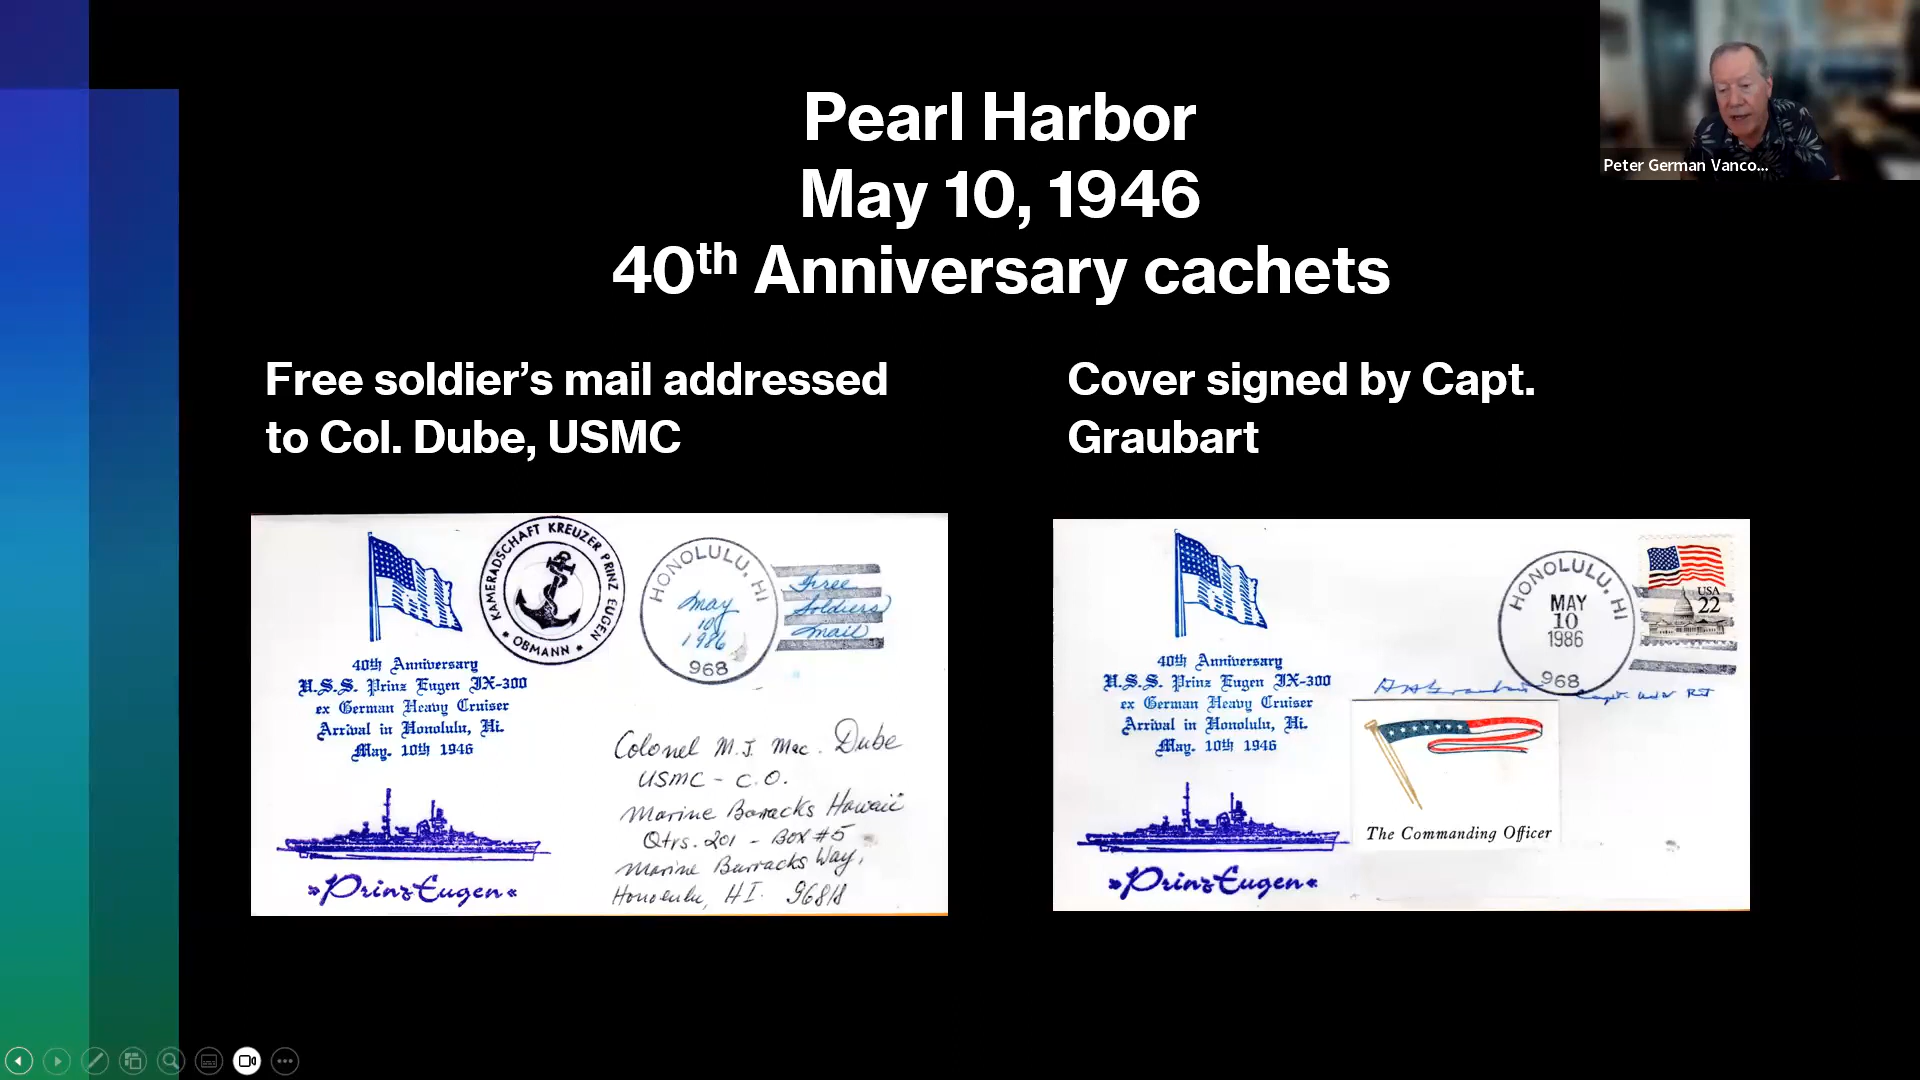 Pearl Harbor
May 10, 1946
40th Anniversary cachets
Peter German Vanco...
Free soldier’s mail addressed
to Col. Dube, USMC
Cover signed by Capt.
Graubart
KAMERADSCHAFT KREUZER PRINZ EUGEN
* OBMANN *
HONOLULU, HI
May
10
1986
968
Free
Soldiers
mail
40th Anniversary
U.S.S. Prinz Eugen IX-300
ex German Heavy Cruiser
Arrival in Honolulu, Hi.
May. 10th 1946
»PrinzEugen«
Colonel M. J. Mac. Dube
USMC - C.O.
Marine Barracks Hawaii
Qtrs. 201 - Box #5
Marine Barracks Way,
Honolulu, HI. 96818
HONOLULU, HI
MAY
10
1986
968
USA
22
40th Anniversary
U.S.S. Prinz Eugen IX-300
ex German Heavy Cruiser
Arrival in Honolulu, Hi.
May. 10th 1946
»PrinzEugen«
Graubart
Capt.
The Commanding Officer